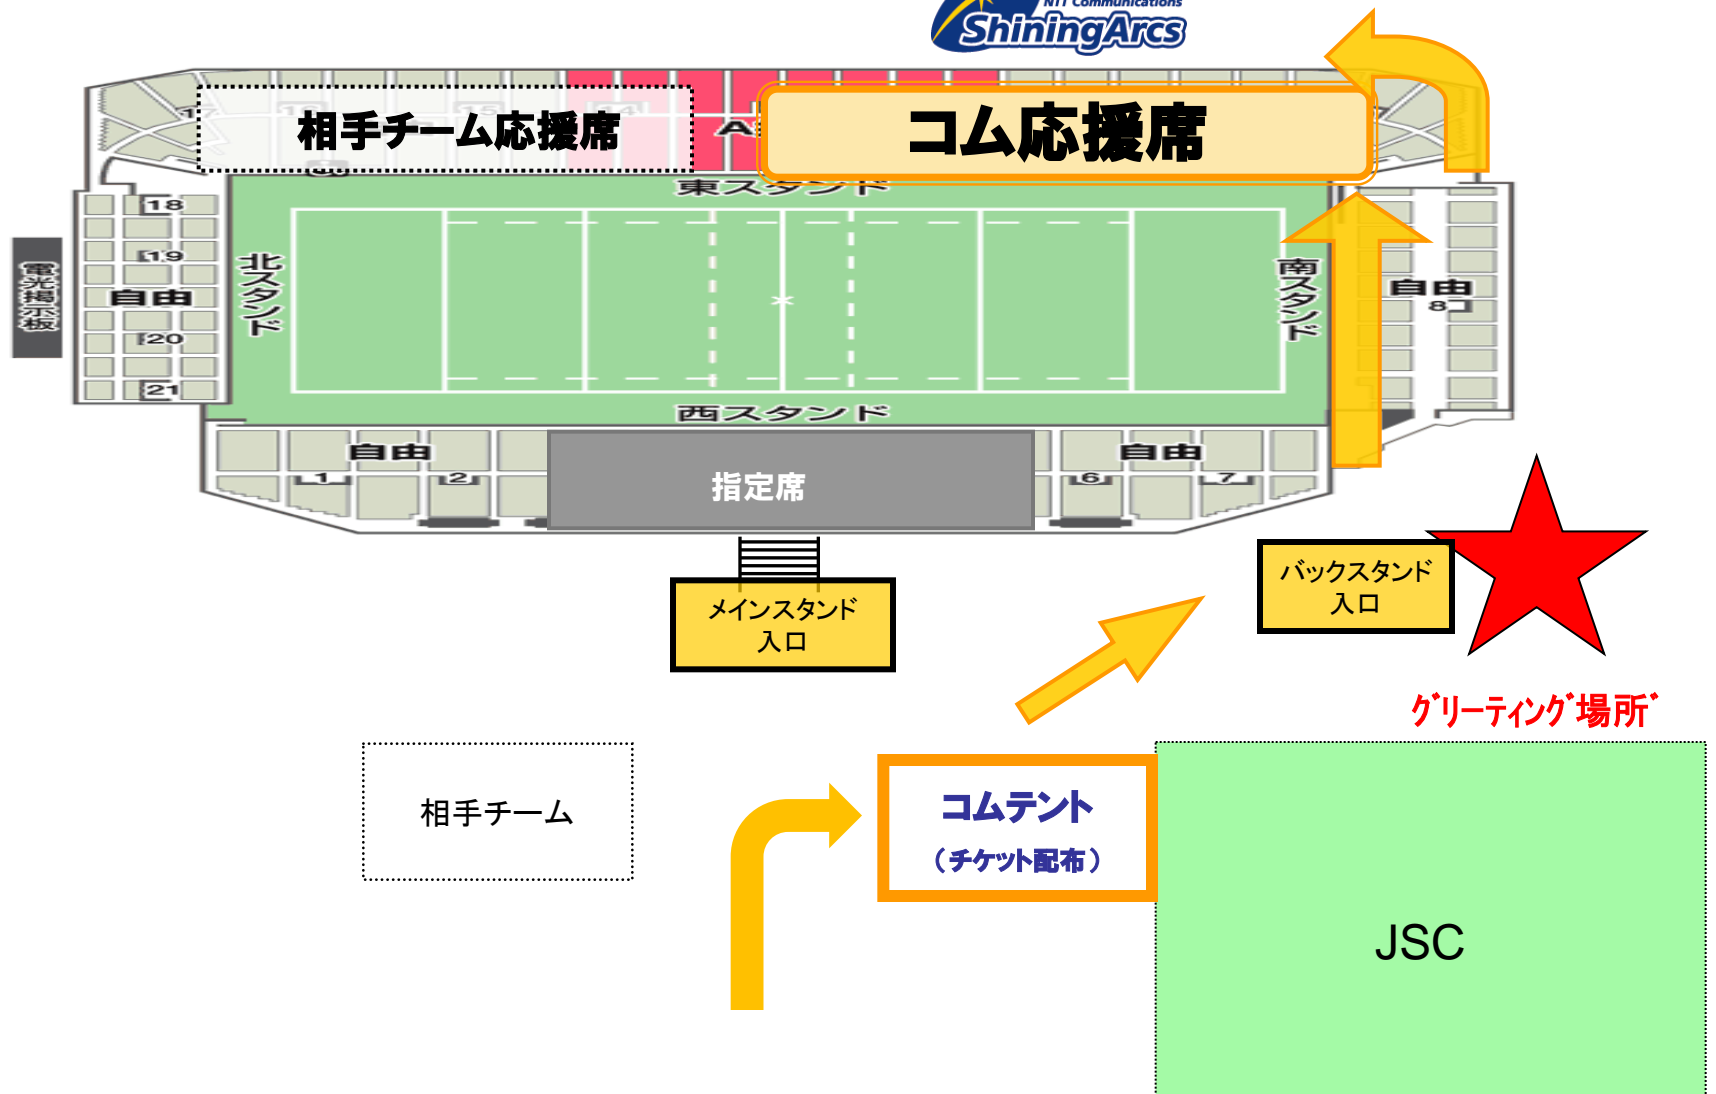 NTT Communications
ShiningArcs
相手チーム応援席
コム応援席
A
東スタンド
18
19
自由
20
21
電光掲示板
北スタンド
南スタンド
自由
8
西スタンド
自由
1
2
指定席
自由
6
7
メインスタンド
入口
バックスタンド
入口
ｸﾞﾘｰﾃｨﾝｸﾞ場所ﾞ
相手チーム
コムテント
（チケット配布）
JSC